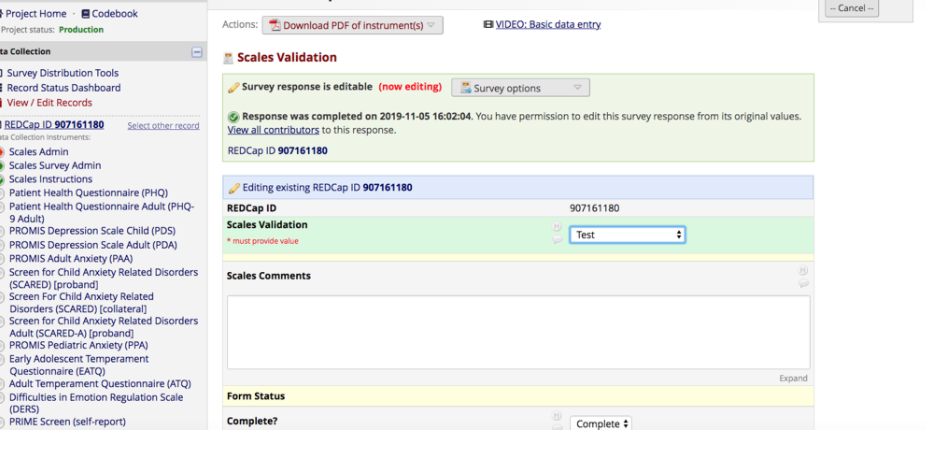 Project Home · Codebook
Project status: Production
ta Collection
Survey Distribution Tools
Record Status Dashboard
View / Edit Records
REDCap ID 907161180 Select other record
ata Collection Instruments:
Scales Admin
Scales Survey Admin
Scales Instructions
Patient Health Questionnaire (PHQ)
Patient Health Questionnaire Adult (PHQ-
9 Adult)
PROMIS Depression Scale Child (PDS)
PROMIS Depression Scale Adult (PDA)
PROMIS Adult Anxiety (PAA)
Screen for Child Anxiety Related Disorders
(SCARED) [proband]
Screen For Child Anxiety Related
Disorders (SCARED) [collateral]
Screen for Child Anxiety Related Disorders
Adult (SCARED-A) [proband]
PROMIS Pediatric Anxiety (PPA)
Early Adolescent Temperament
Questionnaire (EATQ)
Adult Temperament Questionnaire (ATQ)
Difficulties in Emotion Regulation Scale
(DERS)
PRIME Screen (self-report)
Actions: Download PDF of instrument(s) VIDEO: Basic data entry
Scales Validation
Survey response is editable (now editing) Survey options
Response was completed on 2019-11-05 16:02:04. You have permission to edit this survey response from its original values.
View all contributors to this response.
REDCap ID 907161180
Editing existing REDCap ID 907161180
REDCap ID 907161180
Scales Validation
* must provide value
Test
Scales Comments
Expand
Form Status
Complete? Complete
-- Cancel --